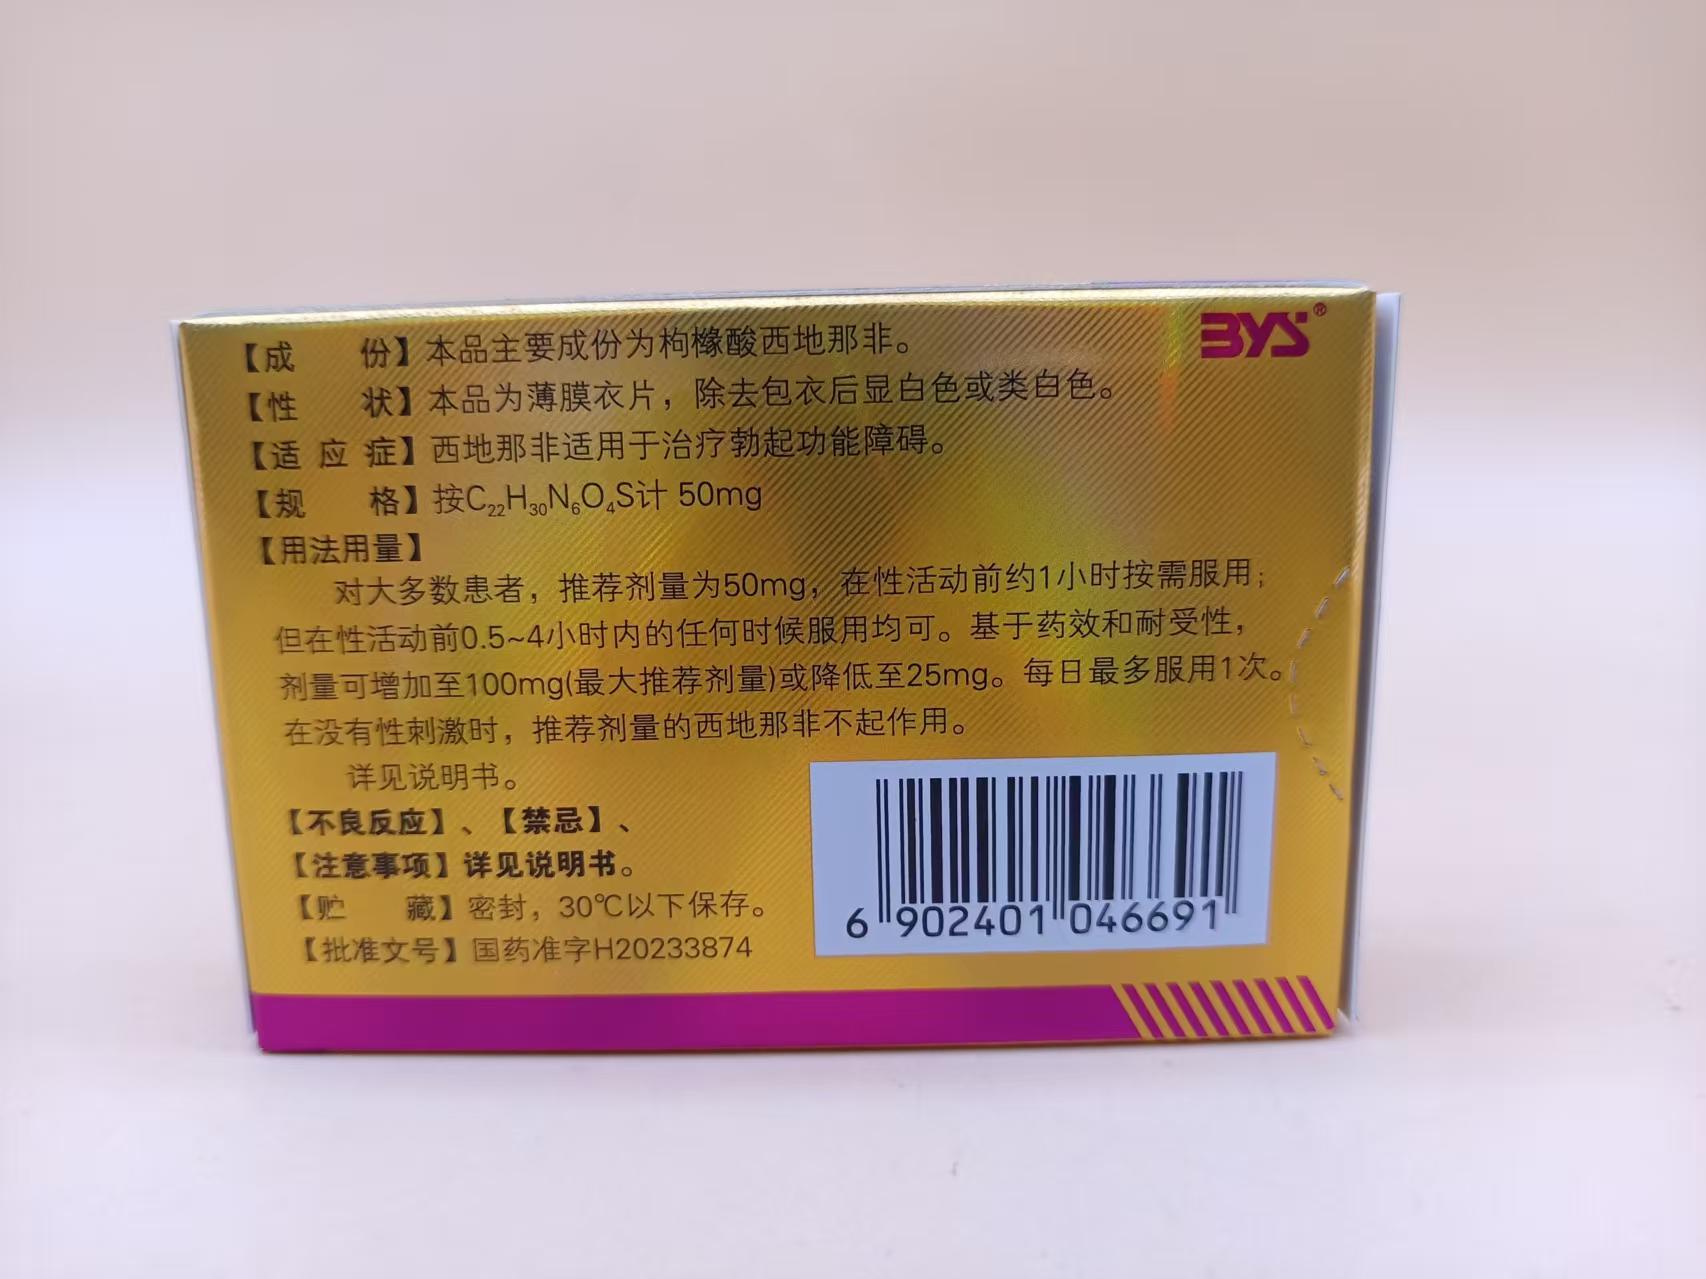 BYS®
【成 份】本品主要成份为枸橼酸西地那非。
【性 状】本品为薄膜衣片，除去包衣后显白色或类白色。
【适 应 症】西地那非适用于治疗勃起功能障碍。
【规 格】按C₂₂H₃₀N₆O₄S计 50mg
【用法用量】
对大多数患者，推荐剂量为50mg，在性活动前约1小时按需服用；
但在性活动前0.5~4小时内的任何时候服用均可。基于药效和耐受性，
剂量可增加至100mg(最大推荐剂量)或降低至25mg。每日最多服用1次。
在没有性刺激时，推荐剂量的西地那非不起作用。
详见说明书。
【不良反应】、【禁忌】、
【注意事项】详见说明书。
【贮 藏】密封，30℃以下保存。
【批准文号】国药准字H20233874
6 902401 046691